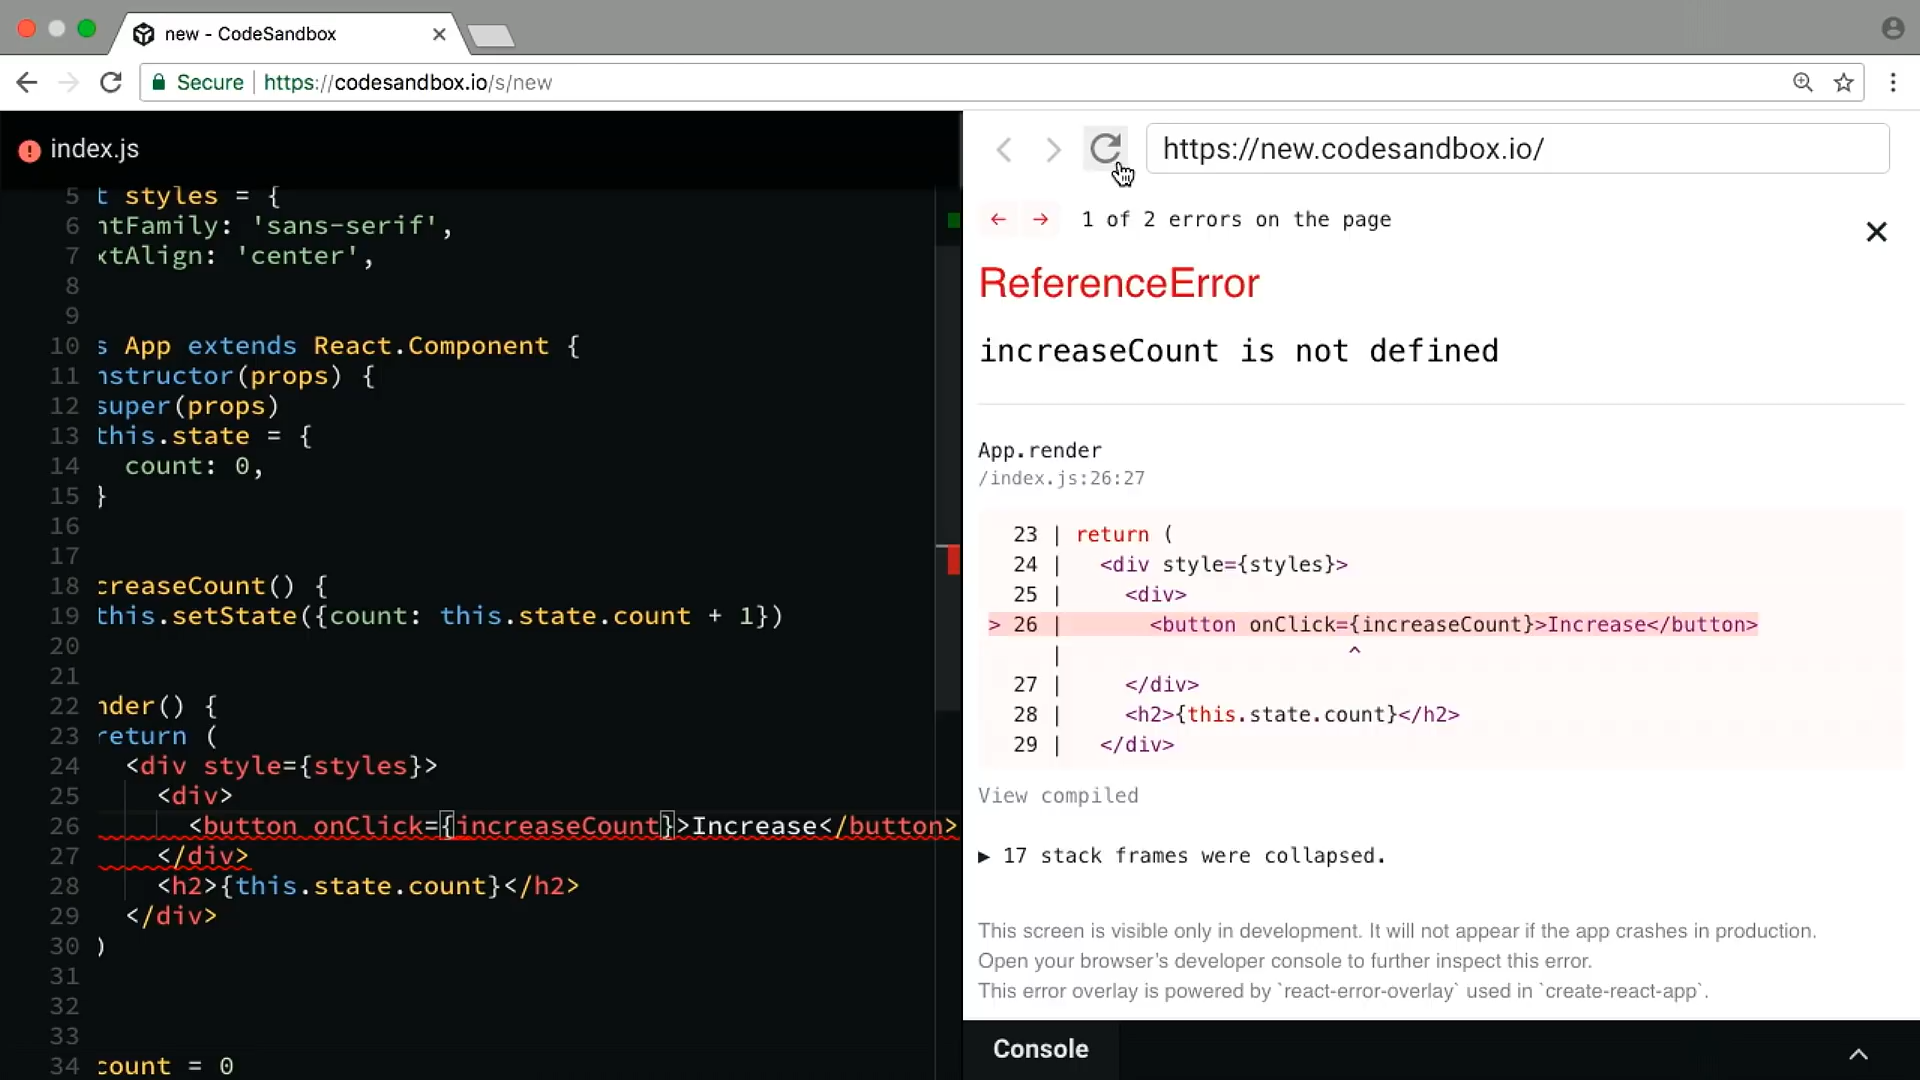 new - CodeSandbox
Secure https://codesandbox.io/s/new
index.js
5 t styles = {
6 ntFamily: 'sans-serif',
7 xtAlign: 'center',
8
9
10 s App extends React.Component {
11 nstructor(props) {
12 super(props)
13 this.state = {
14 count: 0,
15 }
16
17
18 creaseCount() {
19 this.setState({count: this.state.count + 1})
20
21
22 nder() {
23 return (
24 <div style={styles}>
25 <div>
26 <button onClick={increaseCount}>Increase</button>
27 </div>
28 <h2>{this.state.count}</h2>
29 </div>
30 )
31
32
33
34 count = 0
https://new.codesandbox.io/
← → 1 of 2 errors on the page
ReferenceError
increaseCount is not defined
App.render
/index.js:26:27
23 | return (
24 | <div style={styles}>
25 | <div>
> 26 | <button onClick={increaseCount}>Increase</button>
| ^
27 | </div>
28 | <h2>{this.state.count}</h2>
29 | </div>
View compiled
▶ 17 stack frames were collapsed.
This screen is visible only in development. It will not appear if the app crashes in production.
Open your browser's developer console to further inspect this error.
This error overlay is powered by `react-error-overlay` used in `create-react-app`.
Console